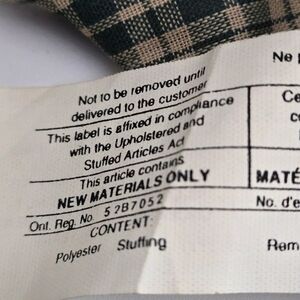 Not to be removed until
delivered to the customer
This label is affixed in compliance
with the Upholstered and
Stuffed Articles Act
This article contains
NEW MATERIALS ONLY
Ont. Reg. No. 52B7052
CONTENT:
Polyester Stuffing
Ne
Ce
MATÉ
No. d'e
Rem